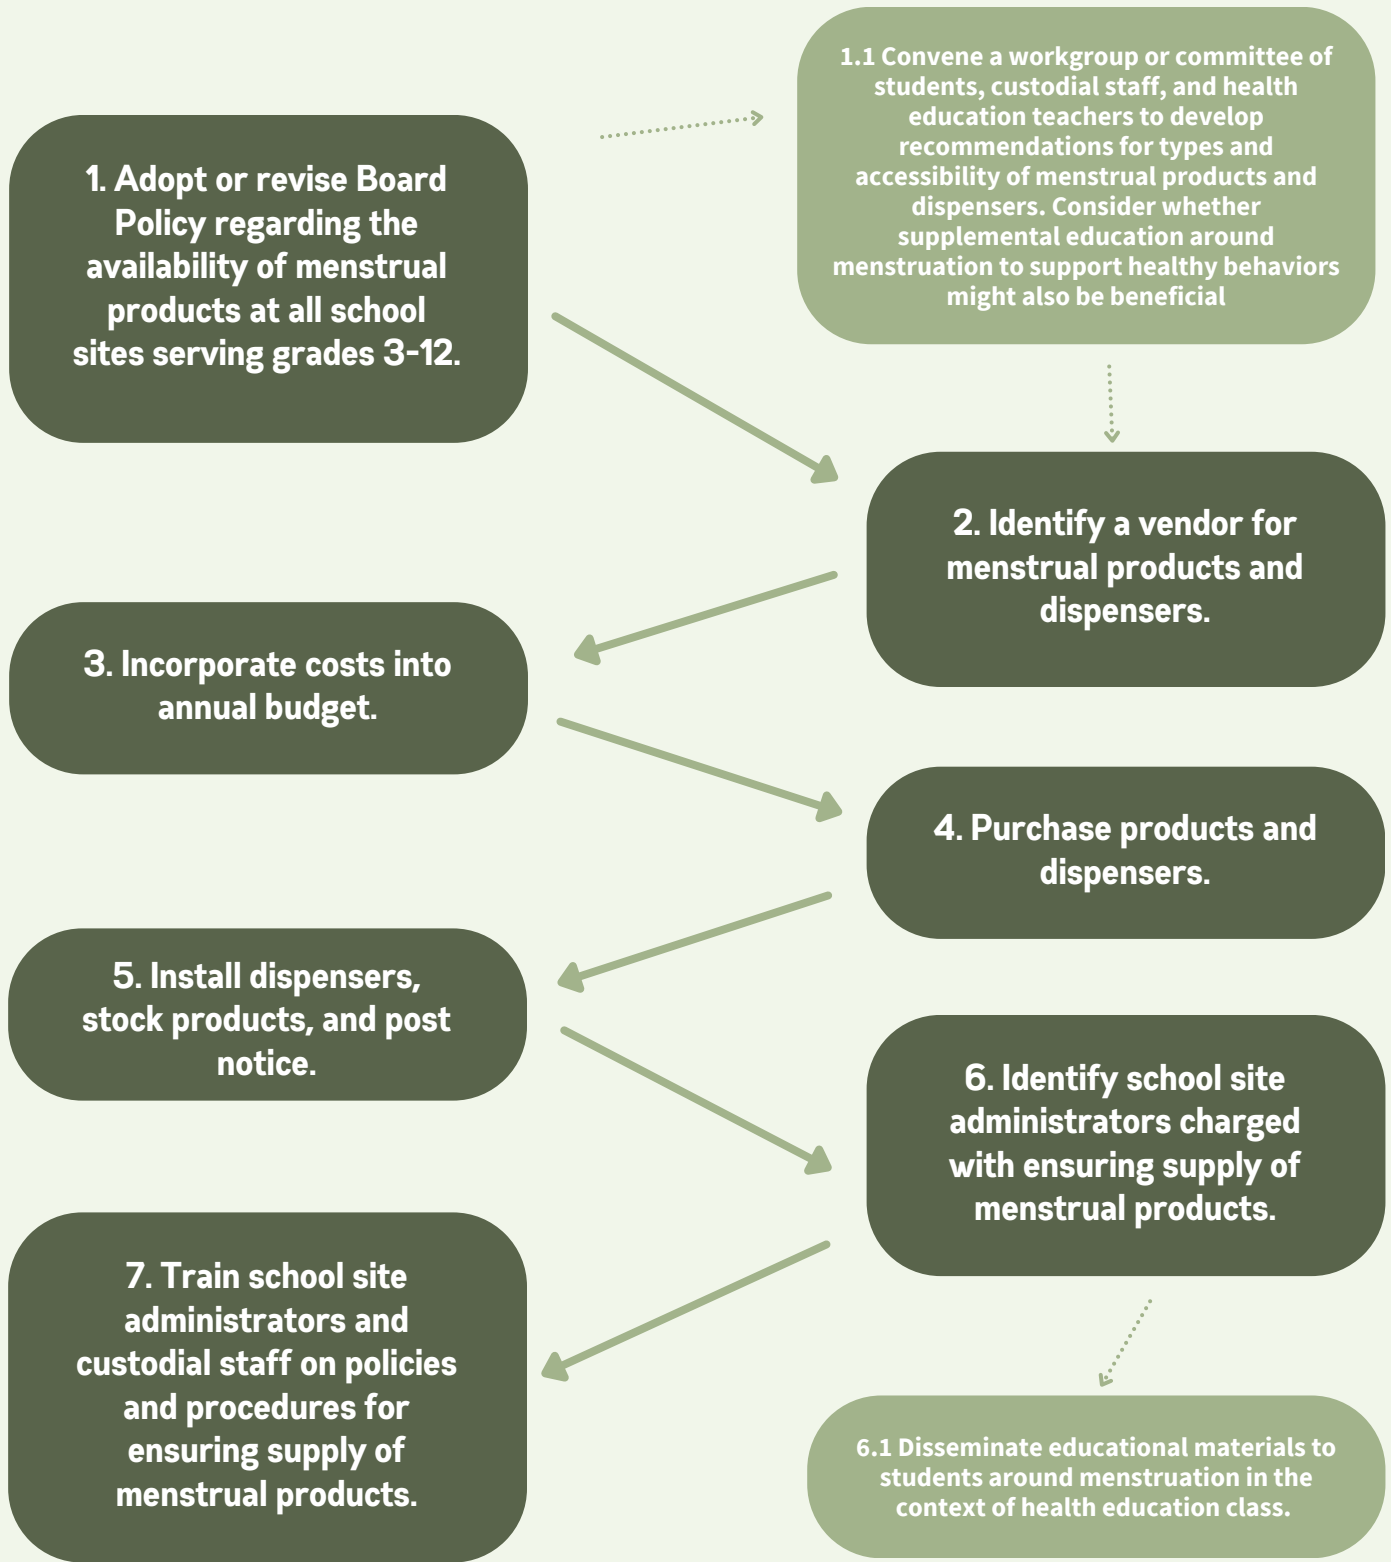 1. Adopt or revise Board
Policy regarding the
availability of menstrual
products at all school
sites serving grades 3-12.
1.1 Convene a workgroup or committee of
students, custodial staff, and health
education teachers to develop
recommendations for types and
accessibility of menstrual products and
dispensers. Consider whether
supplemental education around
menstruation to support healthy behaviors
might also be beneficial
2. Identify a vendor for
menstrual products and
dispensers.
3. Incorporate costs into
annual budget.
4. Purchase products and
dispensers.
5. Install dispensers,
stock products, and post
notice.
6. Identify school site
administrators charged
with ensuring supply of
menstrual products.
6.1 Disseminate educational materials to
students around menstruation in the
context of health education class.
7. Train school site
administrators and
custodial staff on policies
and procedures for
ensuring supply of
menstrual products.